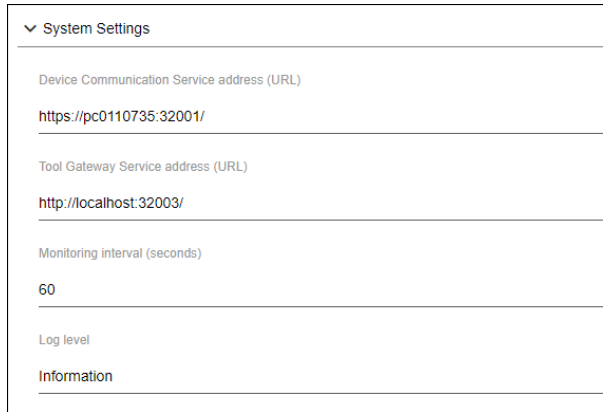 System Settings
Device Communication Service address (URL)
https://pc0110735:32001/
Tool Gateway Service address (URL)
http://localhost:32003/
Monitoring interval (seconds)
60
Log level
Information